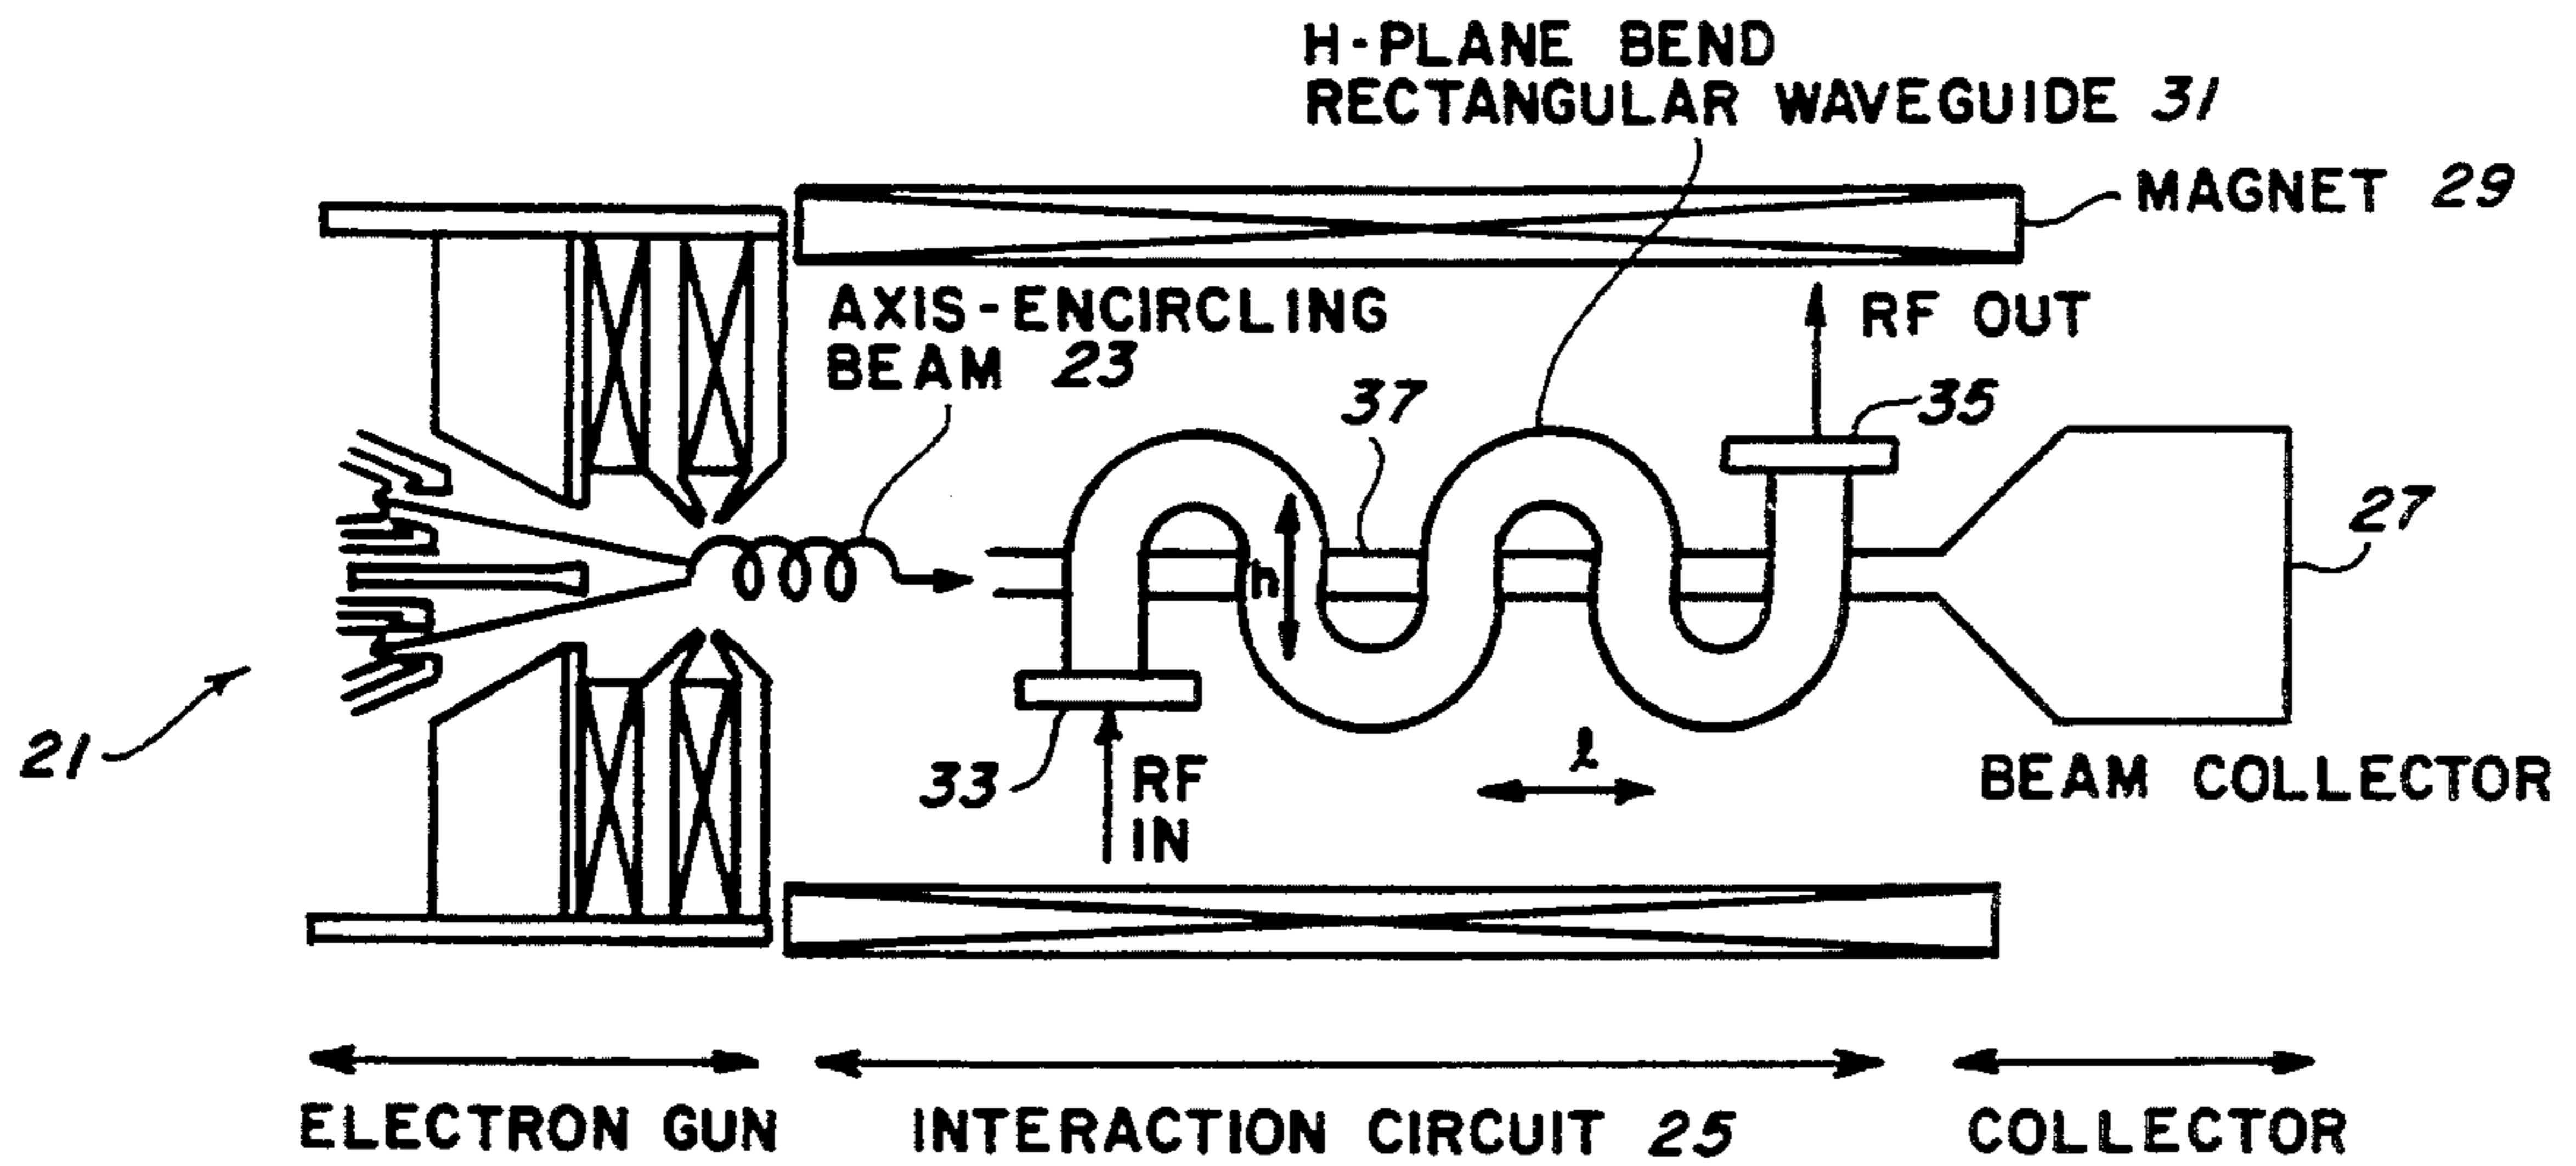 H-PLANE BEND
RECTANGULAR WAVEGUIDE 31
MAGNET 29
AXIS-ENCIRCLING
BEAM 23
RF OUT
37
35
27
h
21
33
RF
IN
l
BEAM COLLECTOR
ELECTRON GUN
INTERACTION CIRCUIT 25
COLLECTOR